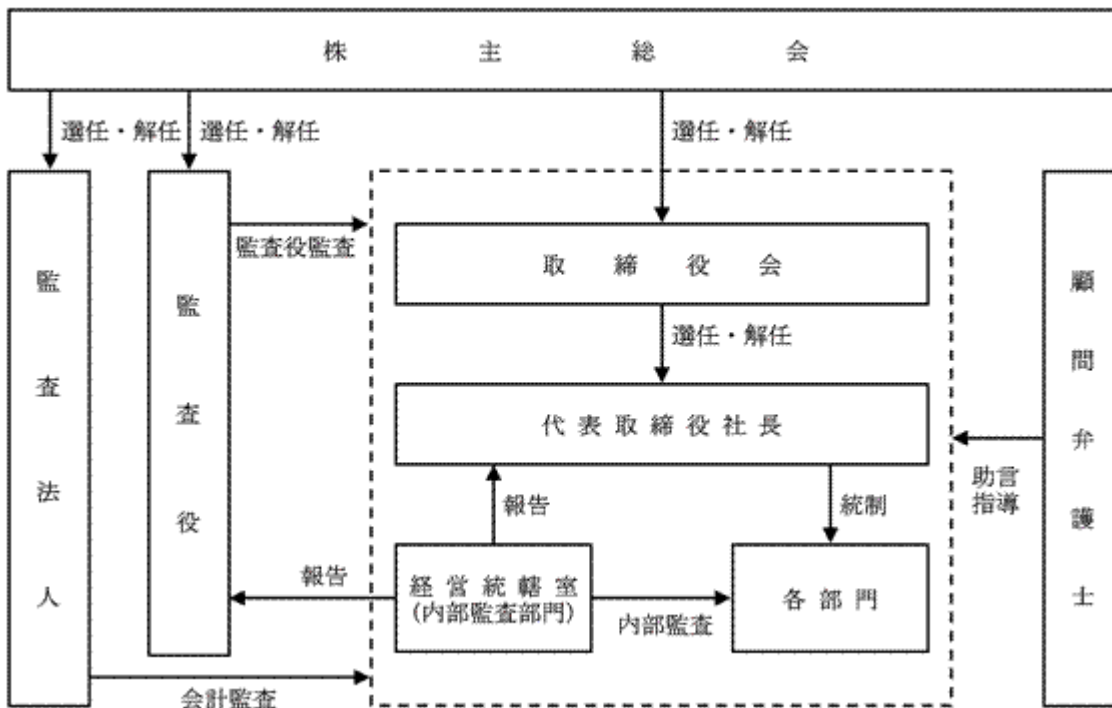 株主総会
選任・解任
選任・解任
選任・解任
監査法人
監査役
監査役監査
取締役会
選任・解任
代表取締役社長
顧問弁護士
助言
指導
報告
統制
報告
経営統轄室
(内部監査部門)
内部監査
各部門
会計監査